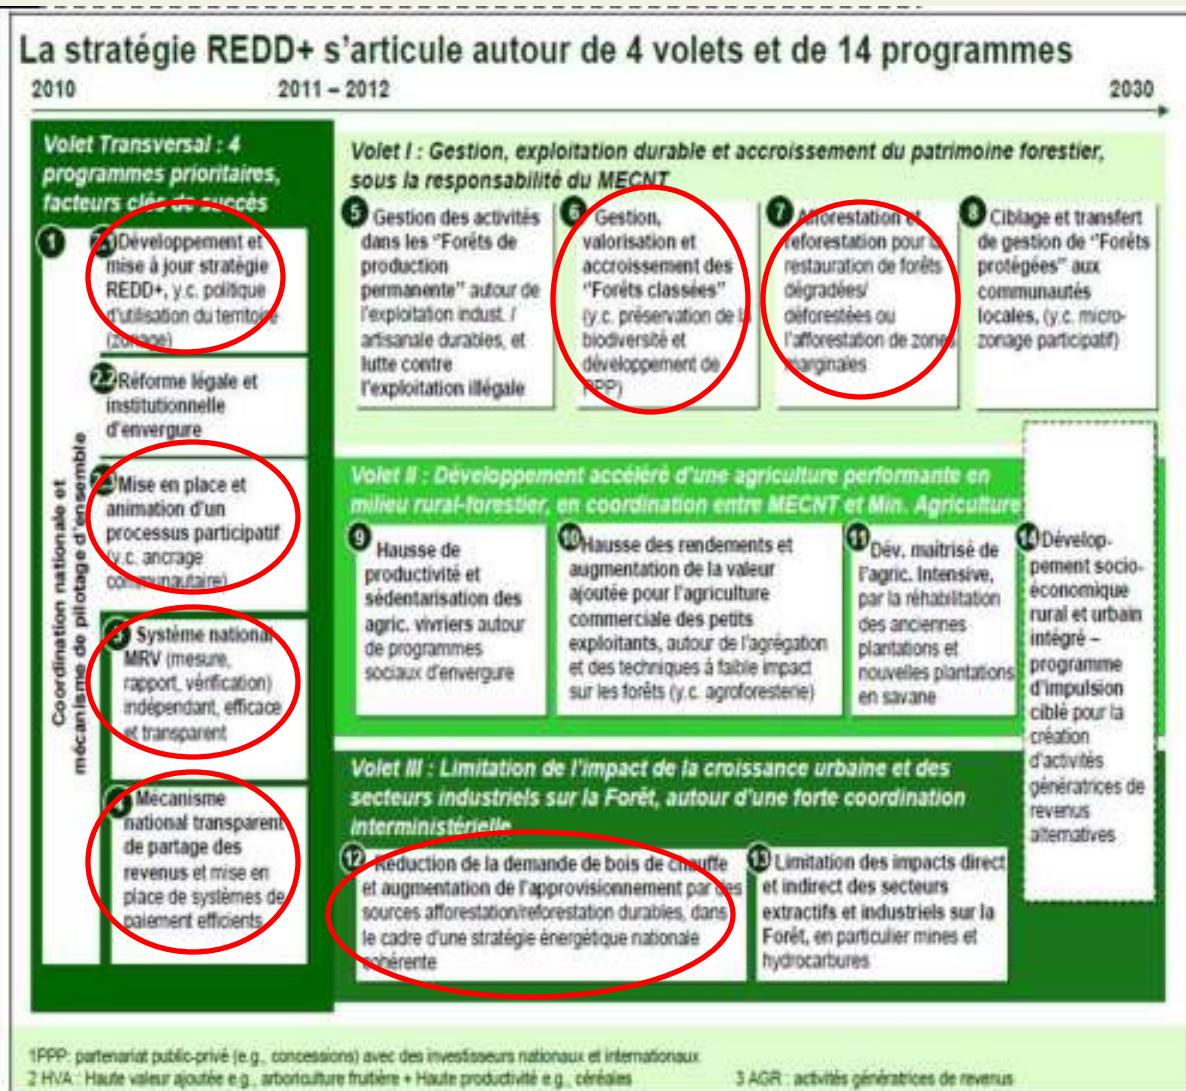 La stratégie REDD+ s'articule autour de 4 volets et de 14 programmes
2010
2011 – 2012
2030
Volet Transversal : 4
programmes prioritaires,
facteurs clés de succès
1
Coordination nationale et
mécanisme de pilotage d'ensemble
Développement et
mise à jour stratégie
REDD+, y.c. politique
d'utilisation du territoire
(zonage)
2.2 Réforme légale et
institutionnelle
d'envergure
Mise en place et
animation d'un
processus participatif
(y.c. ancrage
communautaire)
Système national
MRV (mesure,
rapport, vérification)
indépendant, efficace
et transparent
Mécanisme
national transparent
de partage des
revenus et mise en
place de systèmes de
paiement efficients
Volet I : Gestion, exploitation durable et accroissement du patrimoine forestier,
sous la responsabilité du MECNT
5 Gestion des activités
dans les "Forêts de
production
permanente" autour de
l'exploitation indust. /
artisanale durables, et
lutte contre
l'exploitation illégale
6 Gestion,
valorisation et
accroissement des
"Forêts classées"
(y.c. préservation de la
biodiversité et
développement de
PPP)
7 Afforestation et
reforestation pour la
restauration de forêts
dégradées/
déforestées ou
l'afforestation de zones
marginales
8 Ciblage et transfert
de gestion de "Forêts
protégées" aux
communautés
locales, (y.c. micro-
zonage participatif)
Volet II : Développement accéléré d'une agriculture performante en
milieu rural-forestier, en coordination entre MECNT et Min. Agriculture
9 Hausse de
productivité et
sédentarisation des
agric. vivriers autour
de programmes
sociaux d'envergure
10 Hausse des rendements et
augmentation de la valeur
ajoutée pour l'agriculture
commerciale des petits
exploitants, autour de l'agrégation
et des techniques à faible impact
sur les forêts (y.c. agroforesterie)
11 Dév. maîtrisé de
l'agric. Intensive,
par la réhabilitation
des anciennes
plantations et
nouvelles plantations
en savane
14 Dévelop-
pement socio-
économique
rural et urbain
intégré –
programme
d'impulsion
ciblé pour la
création
d'activités
génératrices de
revenus
alternatives
Volet III : Limitation de l'impact de la croissance urbaine et des
secteurs industriels sur la Forêt, autour d'une forte coordination
interministérielle
12 Réduction de la demande de bois de chauffe
et augmentation de l'approvisionnement par des
sources afforestation/reforestation durables, dans
le cadre d'une stratégie énergétique nationale
cohérente
13 Limitation des impacts direct
et indirect des secteurs
extractifs et industriels sur la
Forêt, en particulier mines et
hydrocarbures
1PPP: partenariat public-privé (e.g., concessions) avec des investisseurs nationaux et internationaux
2 HVA : Haute valeur ajoutée e.g., arboriculture fruitière + Haute productivité e.g., céréales
3 AGR : activités génératrices de revenus